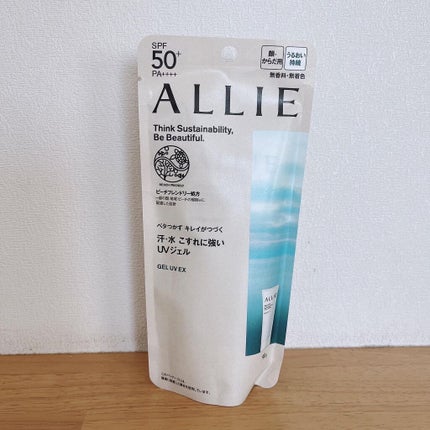 SPF
50+
PA++++
顔・
からだ用
うるおい
持続
無香料・無着色
ALLIE
Think Sustainability,
Be Beautiful.
ビーチフレンドリー処方
ベタつかず キレイがつづく
汗・水 こすれに強い
UVジェル
GEL UV EX
ALLIE